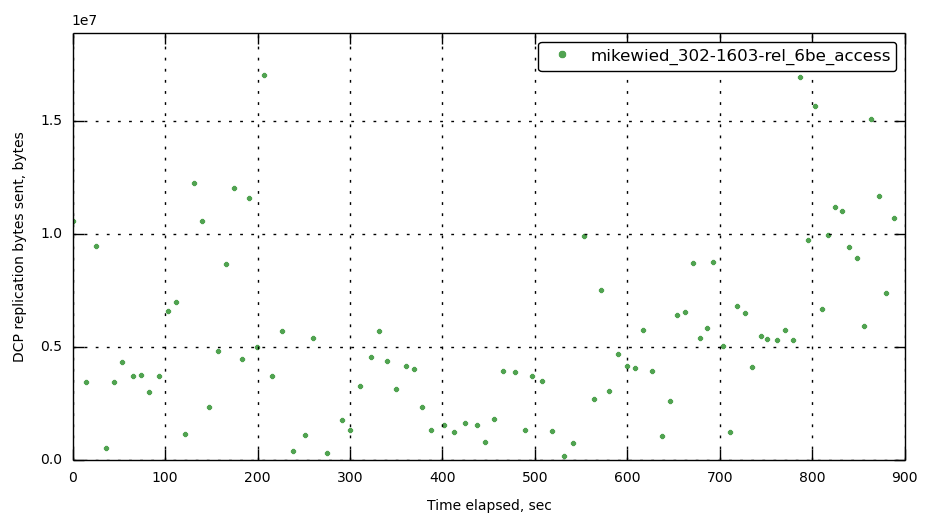 1e7
mikewied_302-1603-rel_6be_access
1.5
1.0
0.5
0.0
DCP replication bytes sent, bytes
0 100 200 300 400 500 600 700 800 900
Time elapsed, sec